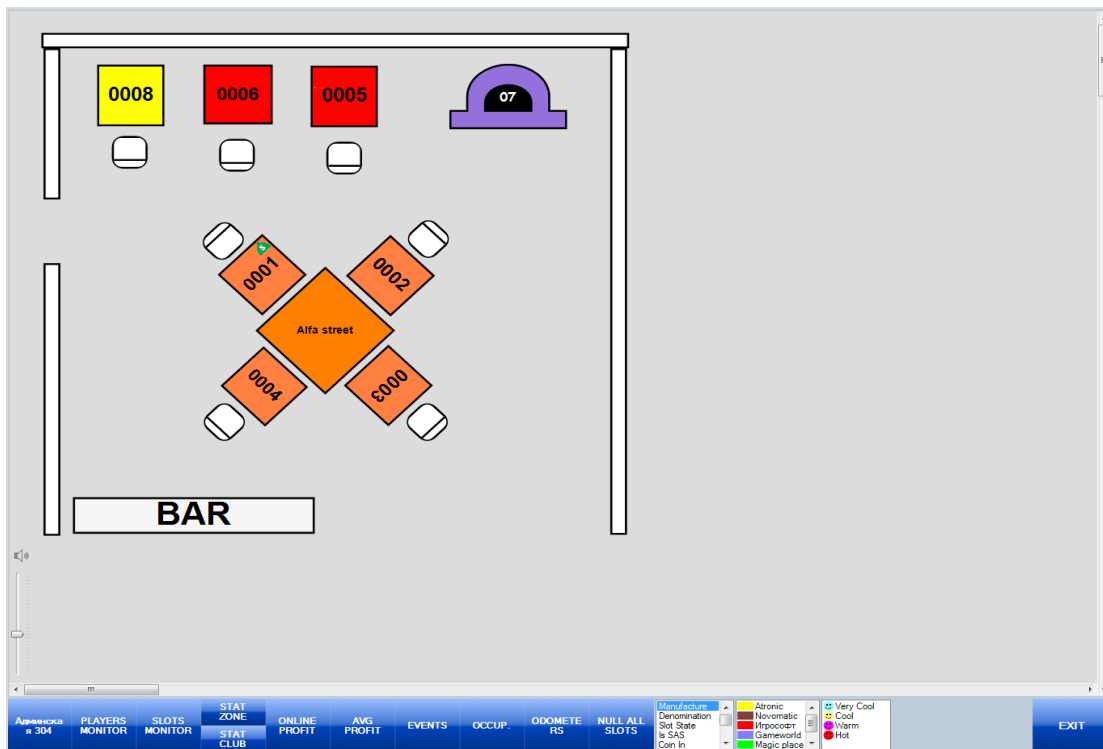 0008
0006
0005
07
0001
0002
Alfa street
0004
0003
BAR
Админска
я 304
PLAYERS
MONITOR
SLOTS
MONITOR
STAT
ZONE
STAT
CLUB
ONLINE
PROFIT
AVG
PROFIT
EVENTS
OCCUP.
ODOMETE
RS
NULL ALL
SLOTS
Manufacture
Denomination
Slot State
Is SAS
Coin In
Atronic
Novomatic
Игрософт
Gameworld
Magic place
Very Cool
Cool
Warm
Hot
EXIT